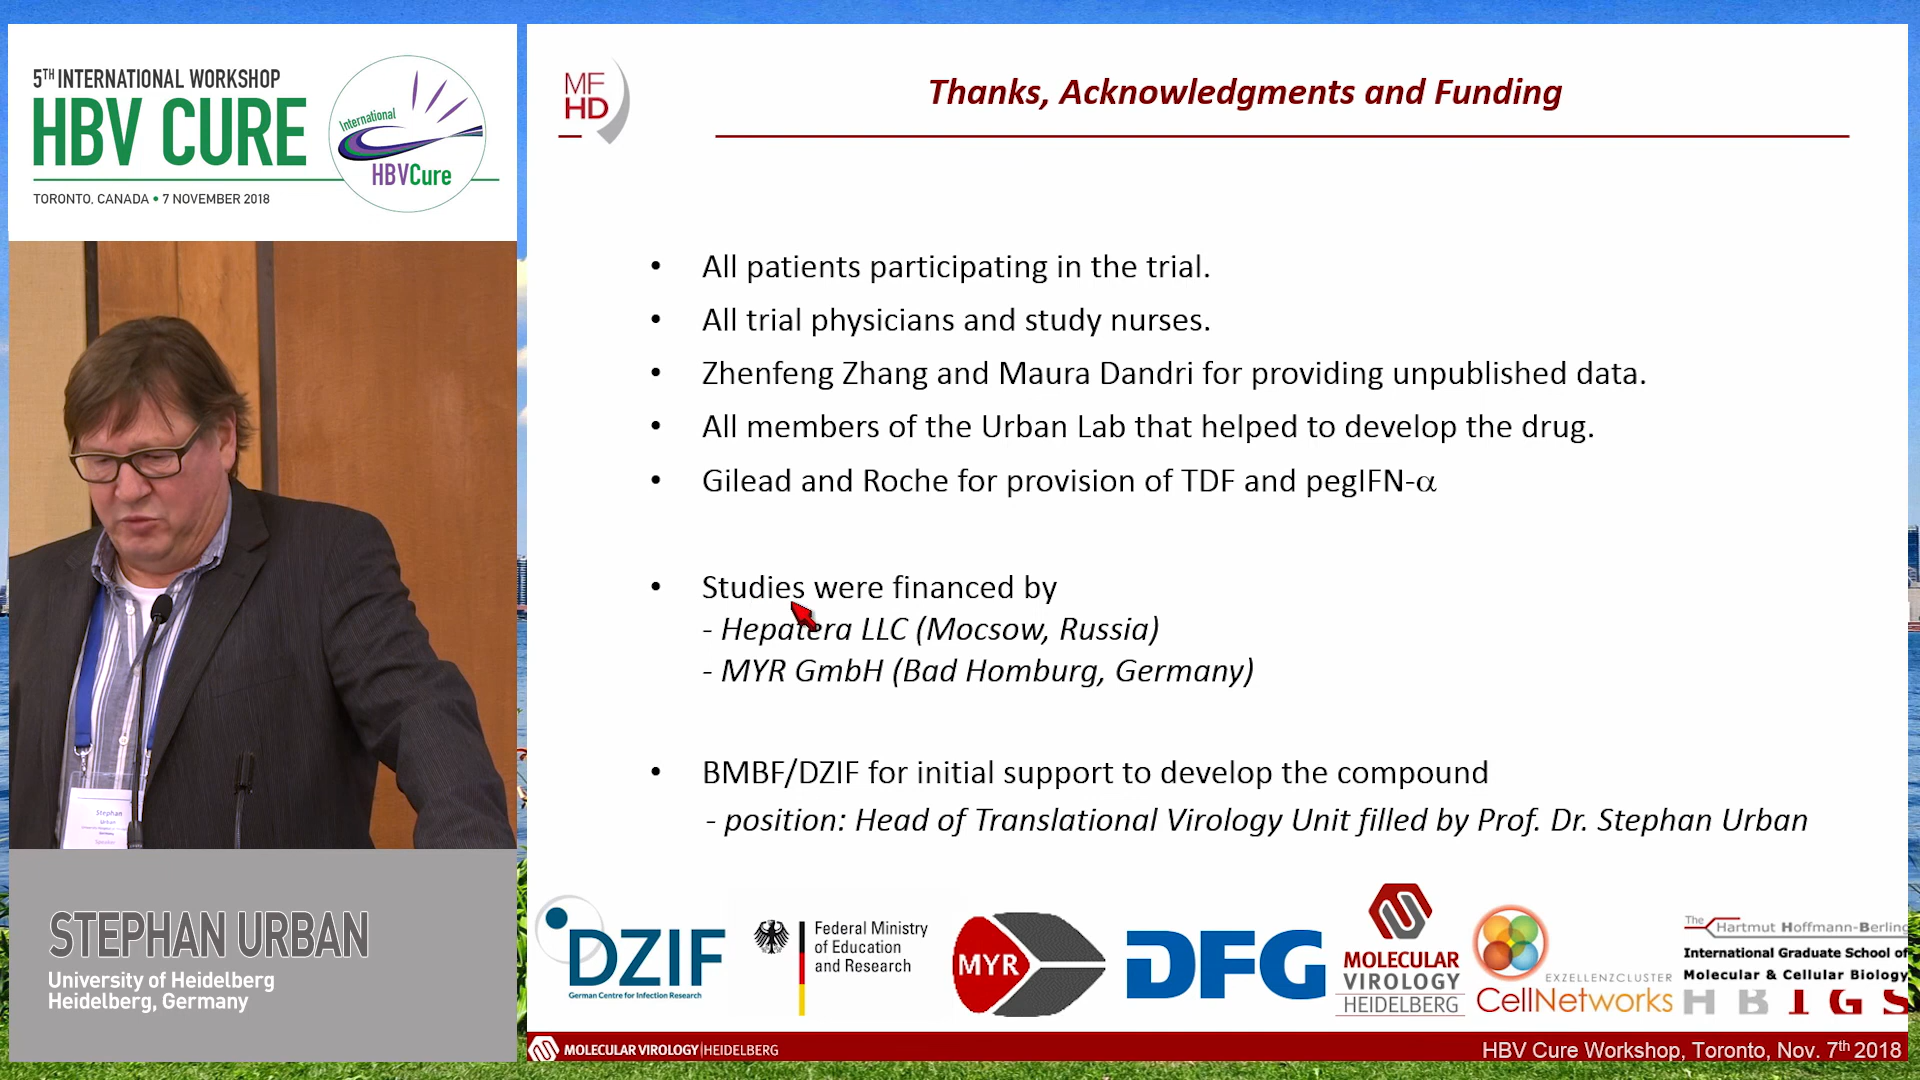 5TH INTERNATIONAL WORKSHOP
HBV CURE
TORONTO, CANADA • 7 NOVEMBER 2018
International
HBVCure
Stephan
Urban
STEPHAN URBAN
University of Heidelberg
Heidelberg, Germany
MF
HD
Thanks, Acknowledgments and Funding
• All patients participating in the trial.
• All trial physicians and study nurses.
• Zhenfeng Zhang and Maura Dandri for providing unpublished data.
• All members of the Urban Lab that helped to develop the drug.
• Gilead and Roche for provision of TDF and pegIFN-α
• Studies were financed by
- Hepatera LLC (Mocsow, Russia)
- MYR GmbH (Bad Homburg, Germany)
• BMBF/DZIF for initial support to develop the compound
- position: Head of Translational Virology Unit filled by Prof. Dr. Stephan Urban
DZIF
German Centre for Infection Research
Federal Ministry
of Education
and Research
MYR
DFG
MOLECULAR
VIROLOGY
HEIDELBERG
EXZELLENZCLUSTER
CellNetworks
The Hartmut Hoffmann-Berling
International Graduate School of
Molecular & Cellular Biology
H B I G S
MOLECULAR VIROLOGY | HEIDELBERG
HBV Cure Workshop, Toronto, Nov. 7th 2018